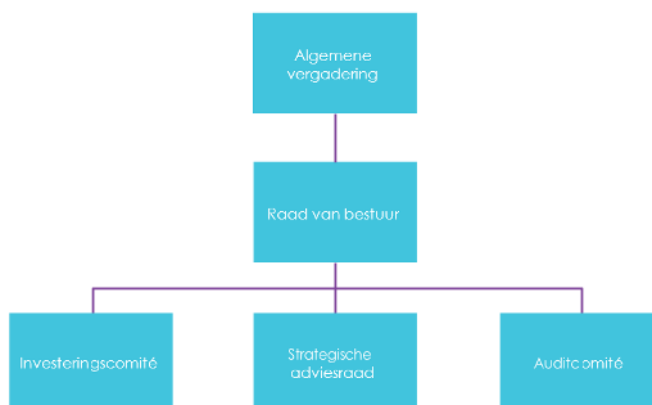 Algemene
vergadering
Raad van bestuur
Investeringscomité
Strategische
adviesraad
Auditcomité